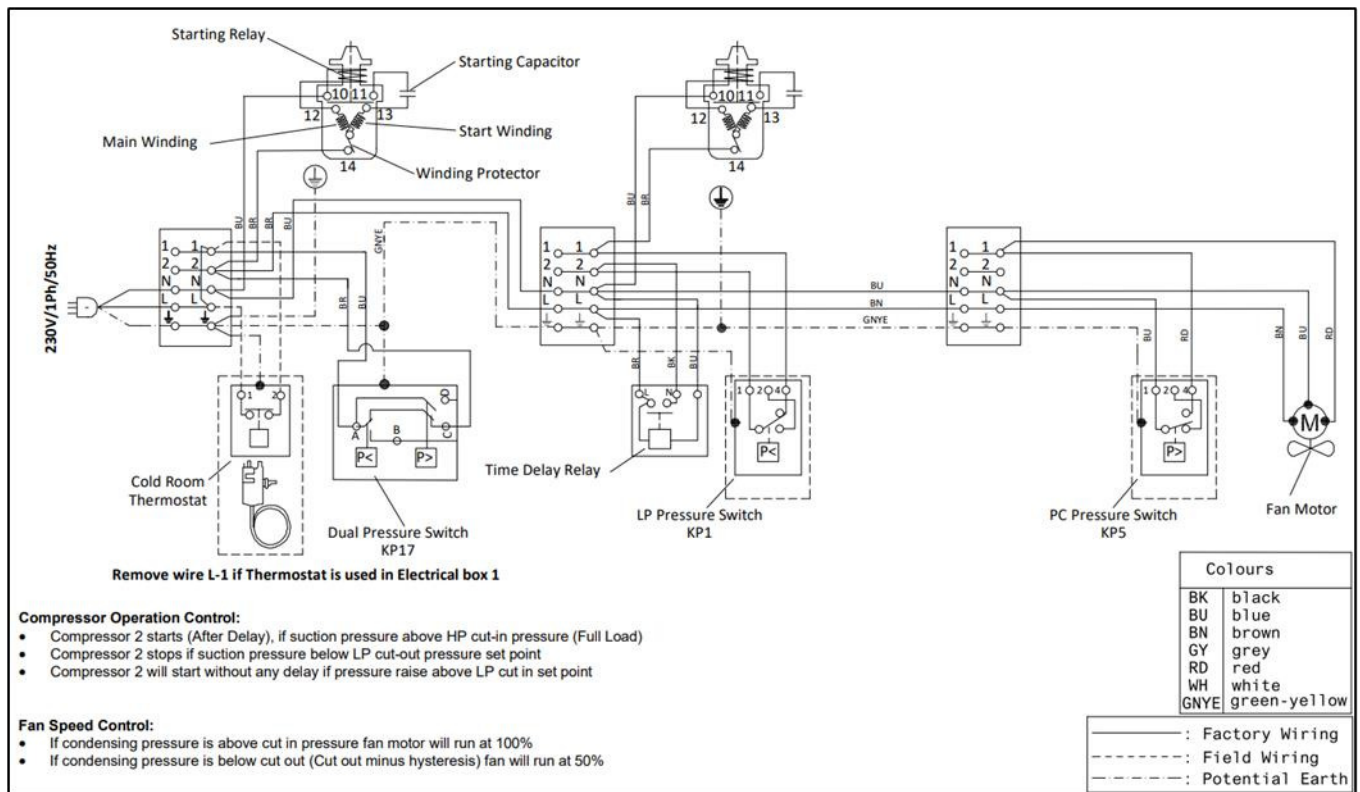 Starting Relay
Starting Capacitor
10 11
12
13
Main Winding
Start Winding
14
Winding Protector
10 11
12
13
14
BU
BR
BR
BU
GNYE
BU
BR
230V/1Ph/50Hz
1 1
2 2
N N
L L
BR
BU
1 1
2 2
N N
L L
BU
BN
GNYE
1 1
2 2
N N
L L
BR
BK
BU
BU
RD
BN
BU
RD
1 2
A
B
C
D
P<
P>
L N
1 2 4
P<
1 2 4
P>
M
Cold Room
Thermostat
Dual Pressure Switch
KP17
Time Delay Relay
LP Pressure Switch
KP1
PC Pressure Switch
KP5
Fan Motor
Remove wire L-1 if Thermostat is used in Electrical box 1
Compressor Operation Control:
• Compressor 2 starts (After Delay), if suction pressure above HP cut-in pressure (Full Load)
• Compressor 2 stops if suction pressure below LP cut-out pressure set point
• Compressor 2 will start without any delay if pressure raise above LP cut in set point
Fan Speed Control:
• If condensing pressure is above cut in pressure fan motor will run at 100%
• If condensing pressure is below cut out (Cut out minus hysteresis) fan will run at 50%
Colours
BK black
BU blue
BN brown
GY grey
RD red
WH white
GNYE green-yellow
: Factory Wiring
: Field Wiring
: Potential Earth